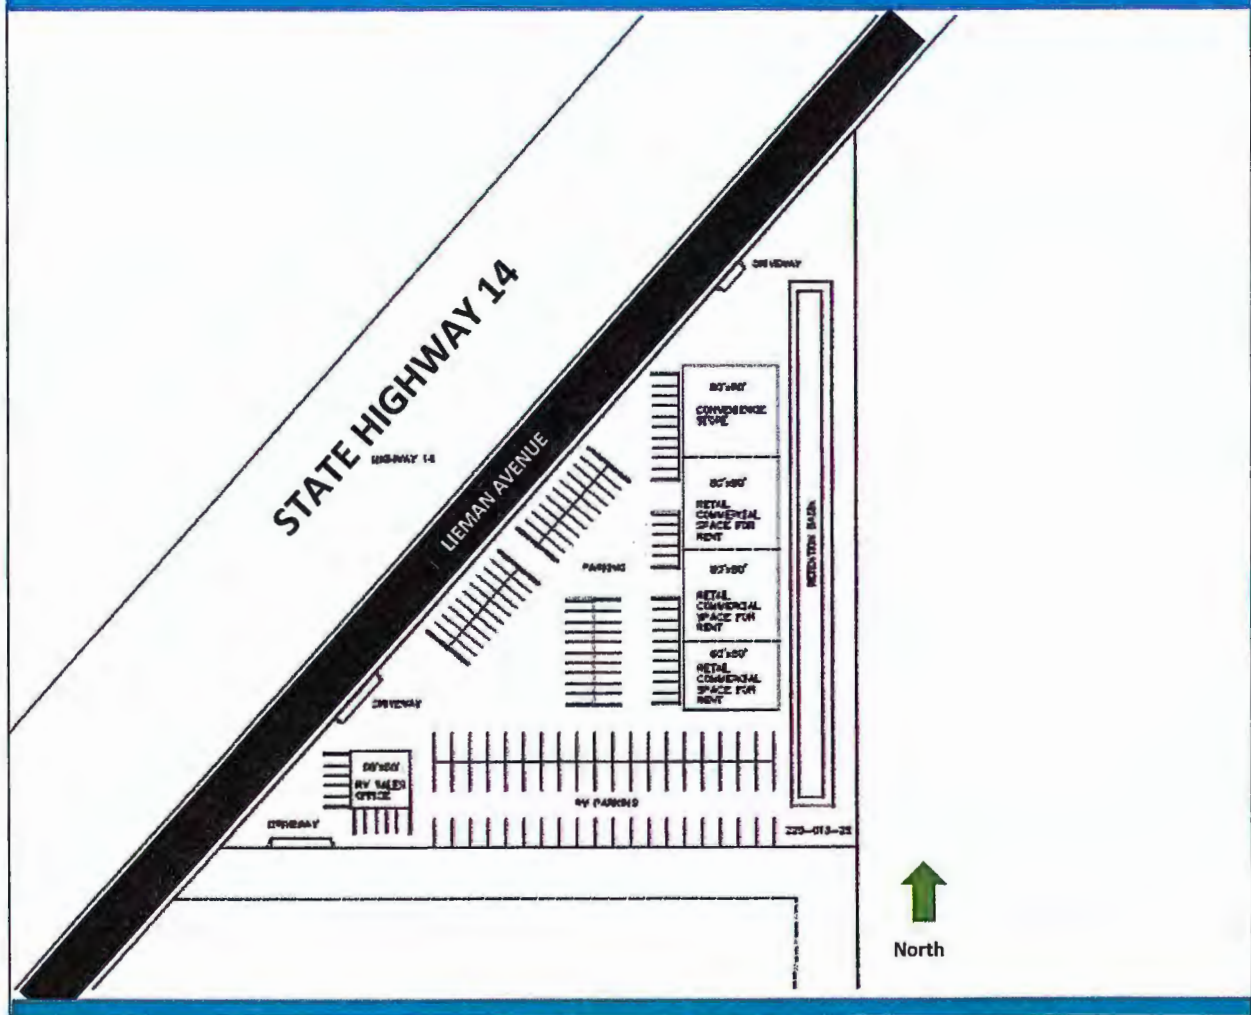 DRIVEWAY
STATE HIGHWAY 14
HIGHWAY 14
LIEMAN AVENUE
CONVENIENCE
STORE
RETAIL
COMMERCIAL
SPACE FOR
RENT
PARKING
RETAIL
COMMERCIAL
SPACE FOR
RENT
RETAIL
COMMERCIAL
SPACE FOR
RENT
RETENTION BASIN
DRIVEWAY
RV SALES
OFFICE
RV PARKING
DRIVEWAY
North